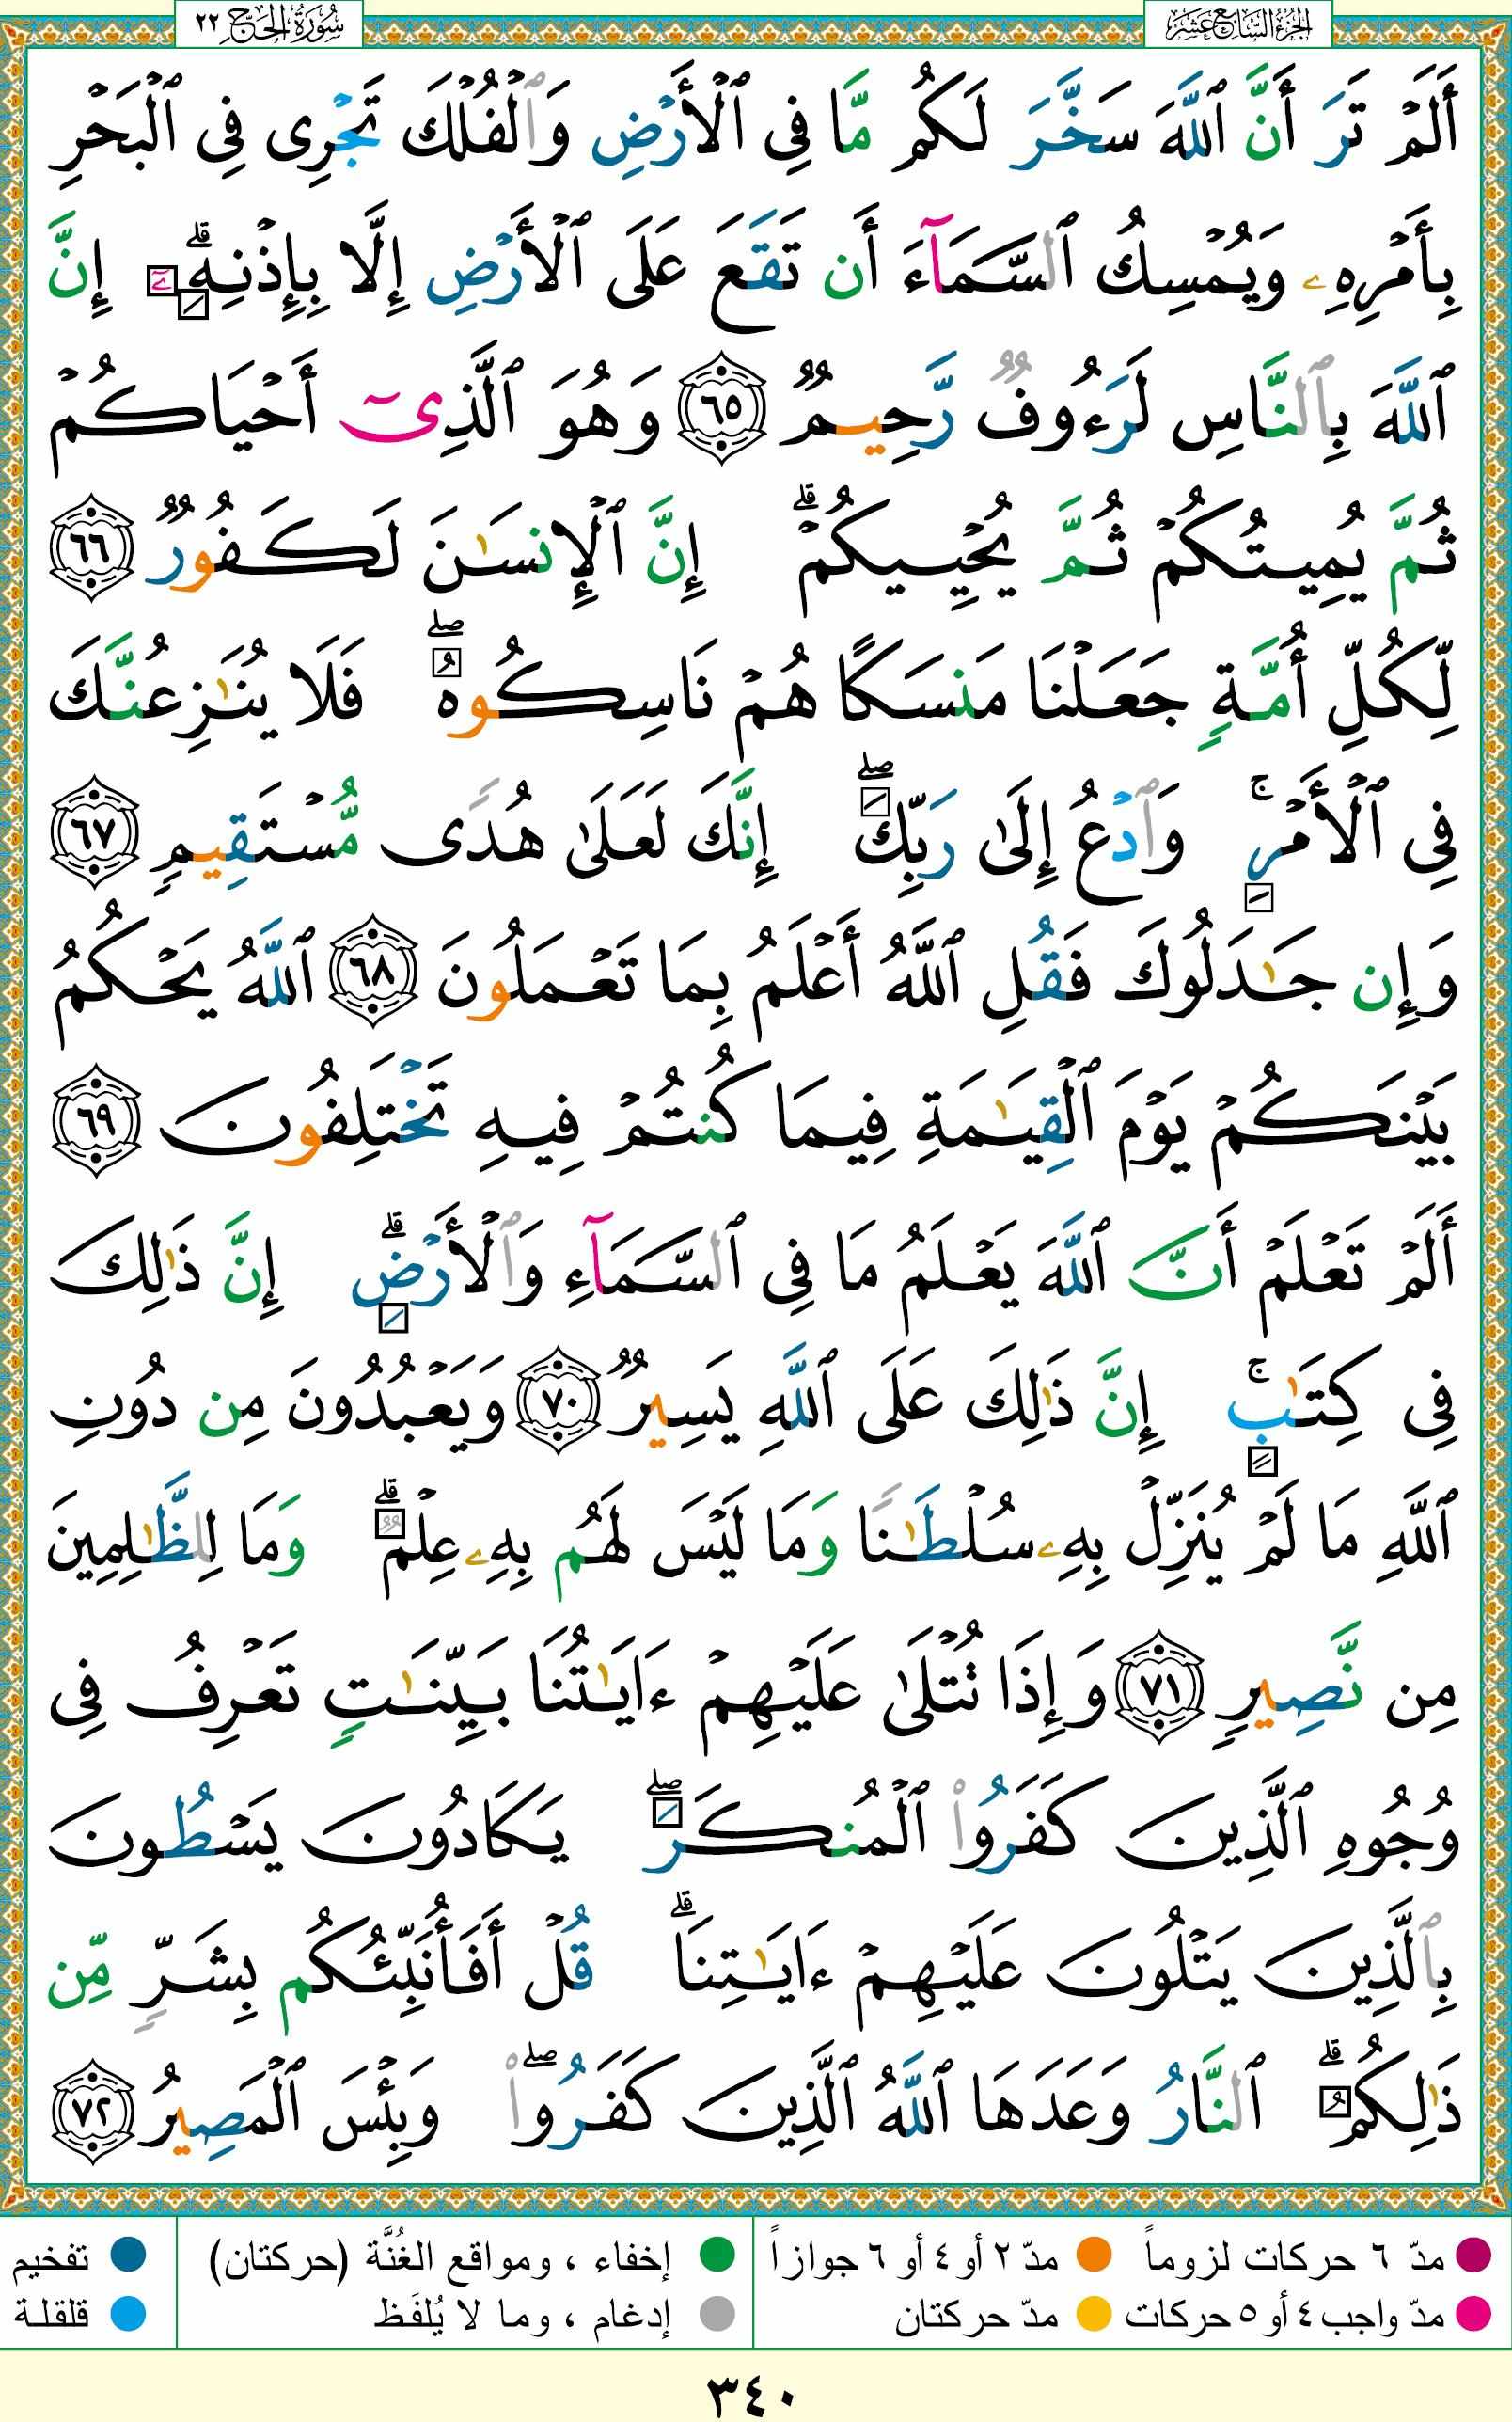 الجزء السابع عشر
سورة الحج ٢٢
أَلَمْ تَرَ أَنَّ ٱللَّهَ سَخَّرَ لَكُم مَّا فِى ٱلْأَرْضِ وَٱلْفُلْكَ تَجْرِى فِى ٱلْبَحْرِ
بِأَمْرِهِۦ وَيُمْسِكُ ٱلسَّمَآءَ أَن تَقَعَ عَلَى ٱلْأَرْضِ إِلَّا بِإِذْنِهِۦٓ ۗ إِنَّ
ٱللَّهَ بِٱلنَّاسِ لَرَءُوفٌ رَّحِيمٌ ٦٥ وَهُوَ ٱلَّذِىٓ أَحْيَاكُمْ
ثُمَّ يُمِيتُكُمْ ثُمَّ يُحْيِيكُمْ ۗ إِنَّ ٱلْإِنسَٰنَ لَكَفُورٌ ٦٦
لِّكُلِّ أُمَّةٍ جَعَلْنَا مَنسَكًا هُمْ نَاسِكُوهُ ۖ فَلَا يُنَٰزِعُنَّكَ
فِى ٱلْأَمْرِ ۚ وَٱدْعُ إِلَىٰ رَبِّكَ ۖ إِنَّكَ لَعَلَىٰ هُدًى مُّسْتَقِيمٍ ٦٧
وَإِن جَٰدَلُوكَ فَقُلِ ٱللَّهُ أَعْلَمُ بِمَا تَعْمَلُونَ ٦٨ ٱللَّهُ يَحْكُمُ
بَيْنَكُمْ يَوْمَ ٱلْقِيَٰمَةِ فِيمَا كُنتُمْ فِيهِ تَخْتَلِفُونَ ٦٩
أَلَمْ تَعْلَمْ أَنَّ ٱللَّهَ يَعْلَمُ مَا فِى ٱلسَّمَآءِ وَٱلْأَرْضِ ۗ إِنَّ ذَٰلِكَ
فِى كِتَٰبٍ ۚ إِنَّ ذَٰلِكَ عَلَى ٱللَّهِ يَسِيرٌ ٧٠ وَيَعْبُدُونَ مِن دُونِ
ٱللَّهِ مَا لَمْ يُنَزِّلْ بِهِۦ سُلْطَٰنًا وَمَا لَيْسَ لَهُم بِهِۦ عِلْمٌ ۗ وَمَا لِلظَّٰلِمِينَ
مِن نَّصِيرٍ ٧١ وَإِذَا تُتْلَىٰ عَلَيْهِمْ ءَايَٰتُنَا بَيِّنَٰتٍ تَعْرِفُ فِى
وُجُوهِ ٱلَّذِينَ كَفَرُوا۟ ٱلْمُنكَرَ ۖ يَكَادُونَ يَسْطُونَ
بِٱلَّذِينَ يَتْلُونَ عَلَيْهِمْ ءَايَٰتِنَا ۗ قُلْ أَفَأُنَبِّئُكُم بِشَرٍّ مِّن
ذَٰلِكُمُ ۗ ٱلنَّارُ وَعَدَهَا ٱللَّهُ ٱلَّذِينَ كَفَرُوا۟ ۖ وَبِئْسَ ٱلْمَصِيرُ ٧٢
مدّ ٦ حركات لزوماً مدّ ٢ أو ٤ أو ٦ جوازاً إخفاء ، ومواقع الغُنَّة (حركتان) تفخيم
مدّ واجب ٤ أو ٥ حركات مدّ حركتان إدغام ، وما لا يُلفَظ قلقلة
٣٤٠